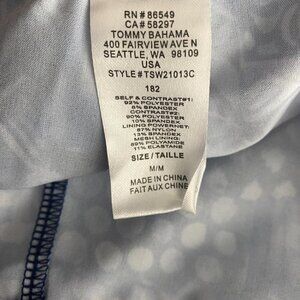 RN#86549
CA#58297
TOMMY BAHAMA
400 FAIRVIEW AVE N
SEATTLE, WA 98109
USA
STYLE#TSW21013C
182
SELF & CONTRAST#1:
92% POLYESTER
8% SPANDEX
CONTRAST#2:
90% POLYESTER
10% SPANDEX
LINING POWERNET:
87% NYLON
13% SPANDEX
MESH LINING:
89% POLYAMIDE
11% ELASTANE
SIZE/TAILLE
M/M
MADE IN CHINA
FAIT AUX CHINE